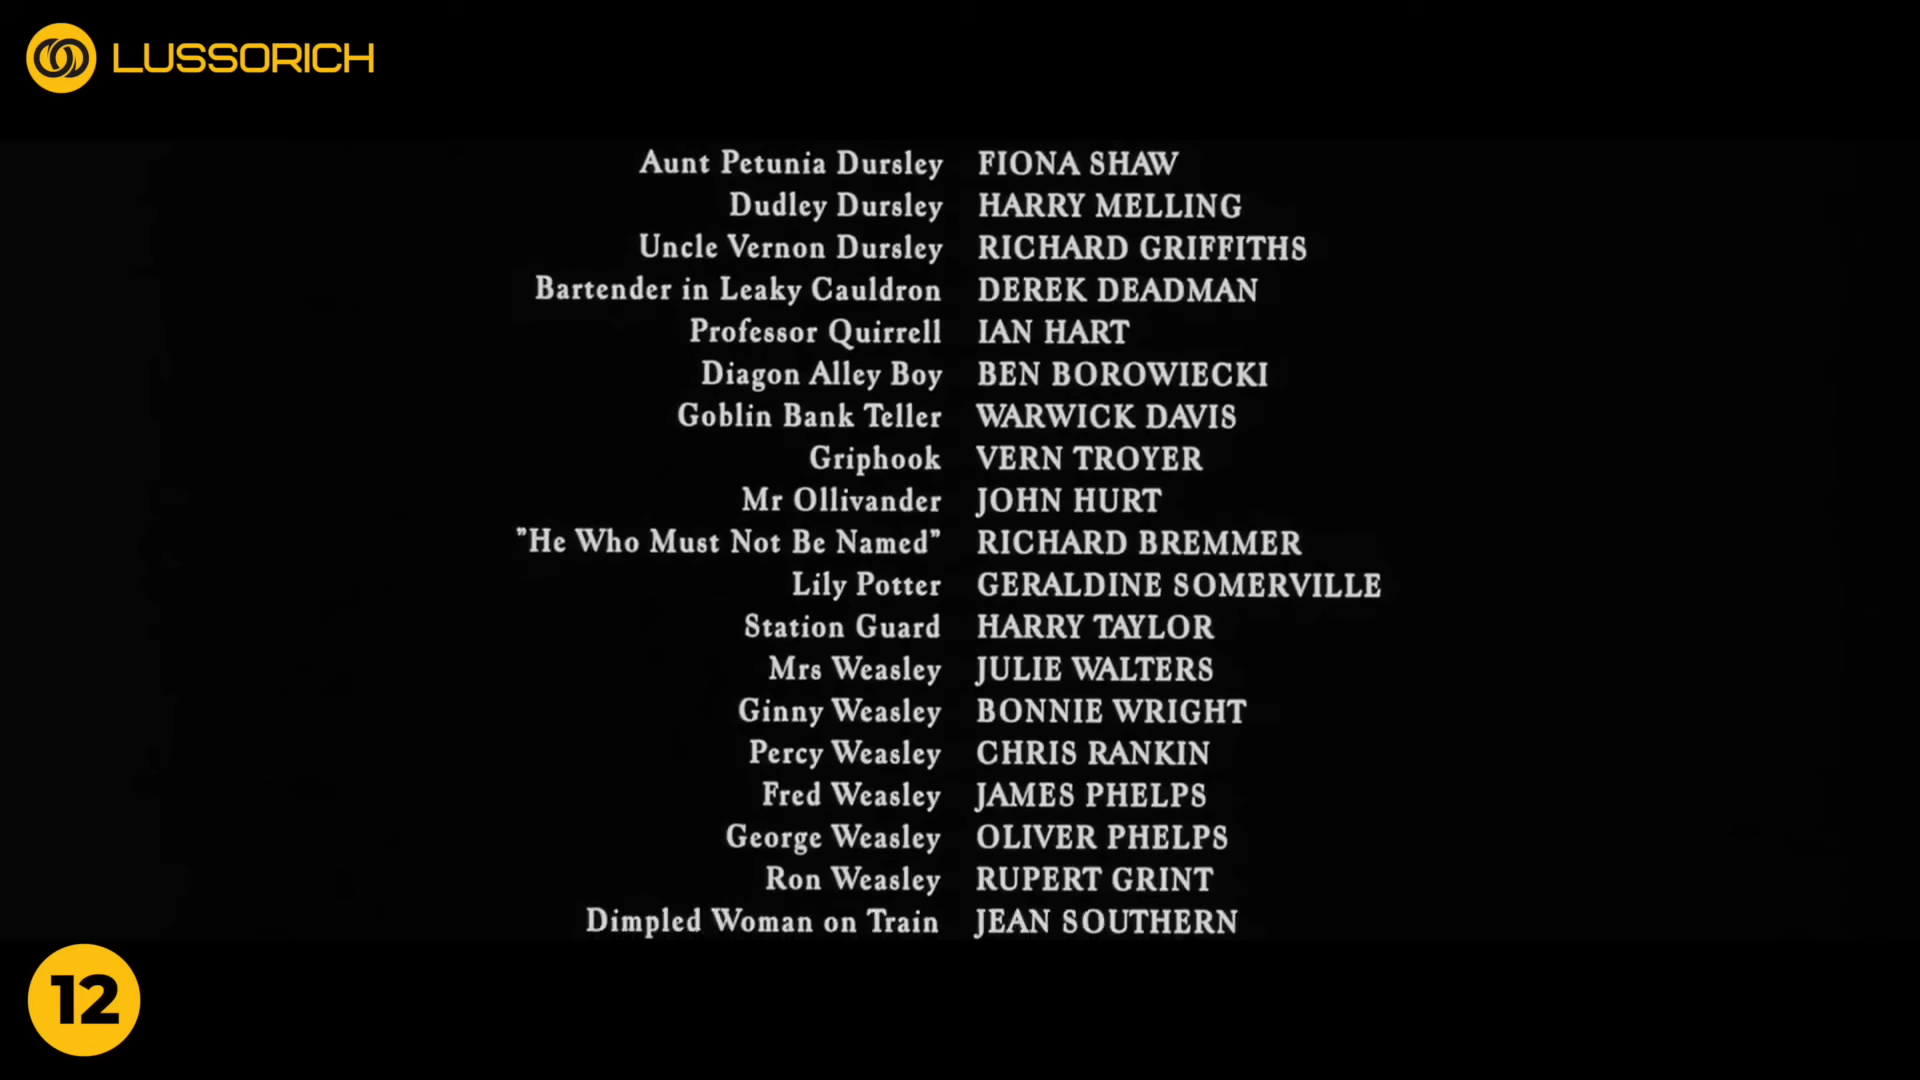 LUSSORICH
Aunt Petunia Dursley FIONA SHAW
Dudley Dursley HARRY MELLING
Uncle Vernon Dursley RICHARD GRIFFITHS
Bartender in Leaky Cauldron DEREK DEADMAN
Professor Quirrell IAN HART
Diagon Alley Boy BEN BOROWIECKI
Goblin Bank Teller WARWICK DAVIS
Griphook VERN TROYER
Mr Ollivander JOHN HURT
"He Who Must Not Be Named" RICHARD BREMMER
Lily Potter GERALDINE SOMERVILLE
Station Guard HARRY TAYLOR
Mrs Weasley JULIE WALTERS
Ginny Weasley BONNIE WRIGHT
Percy Weasley CHRIS RANKIN
Fred Weasley JAMES PHELPS
George Weasley OLIVER PHELPS
Ron Weasley RUPERT GRINT
Dimpled Woman on Train JEAN SOUTHERN
12